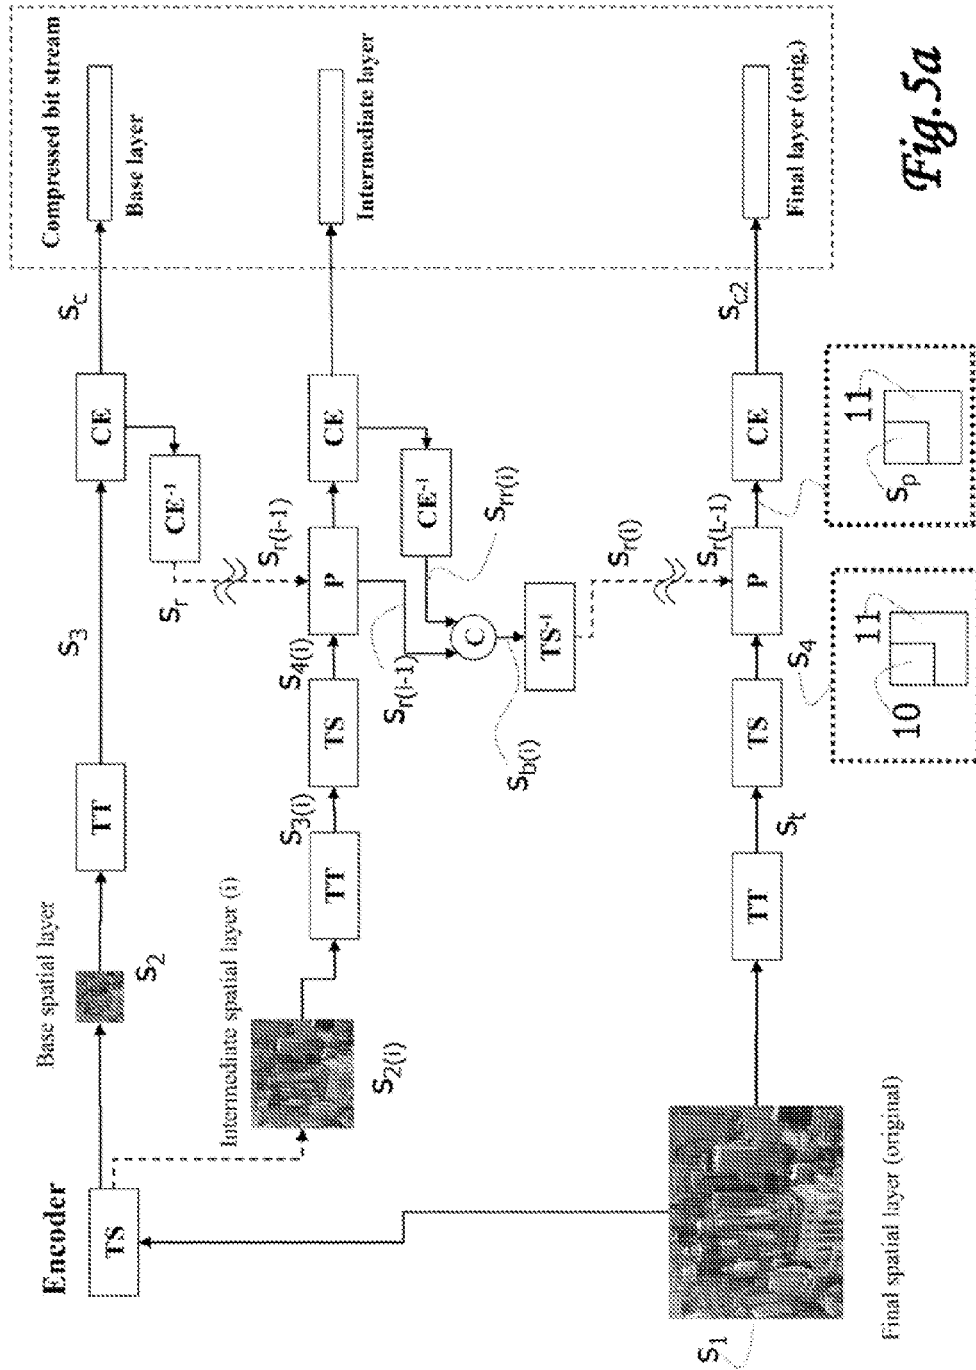 Encoder
TS
Base spatial layer
S2
TT
S3
CE
Sc
Compressed bit stream
Base layer
CE-1
Sr
Intermediate spatial layer (i)
S2(i)
TT
S3(i)
TS
S4(i)
P
Sr(i-1)
CE
Intermediate layer
CE-1
Sr(i-1)
Srr(i)
C
Sb(i)
TS-1
Sr(i)
S1
Final spatial layer (original)
TT
St
TS
S4
P
Sr(L-1)
CE
Sc2
Final layer (orig.)
10
11
Sp
11
Fig.5a